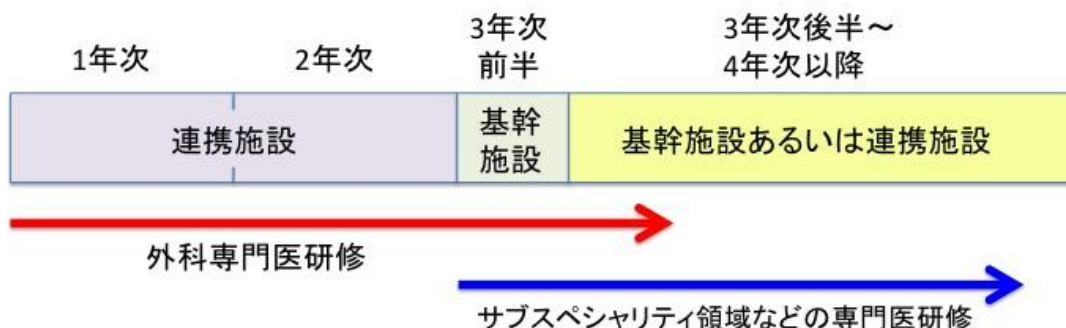 1年次
2年次
3年次
前半
3年次後半～
4年次以降
連携施設
基幹
施設
基幹施設あるいは連携施設
外科専門医研修
サブスペシャリティ領域などの専門医研修